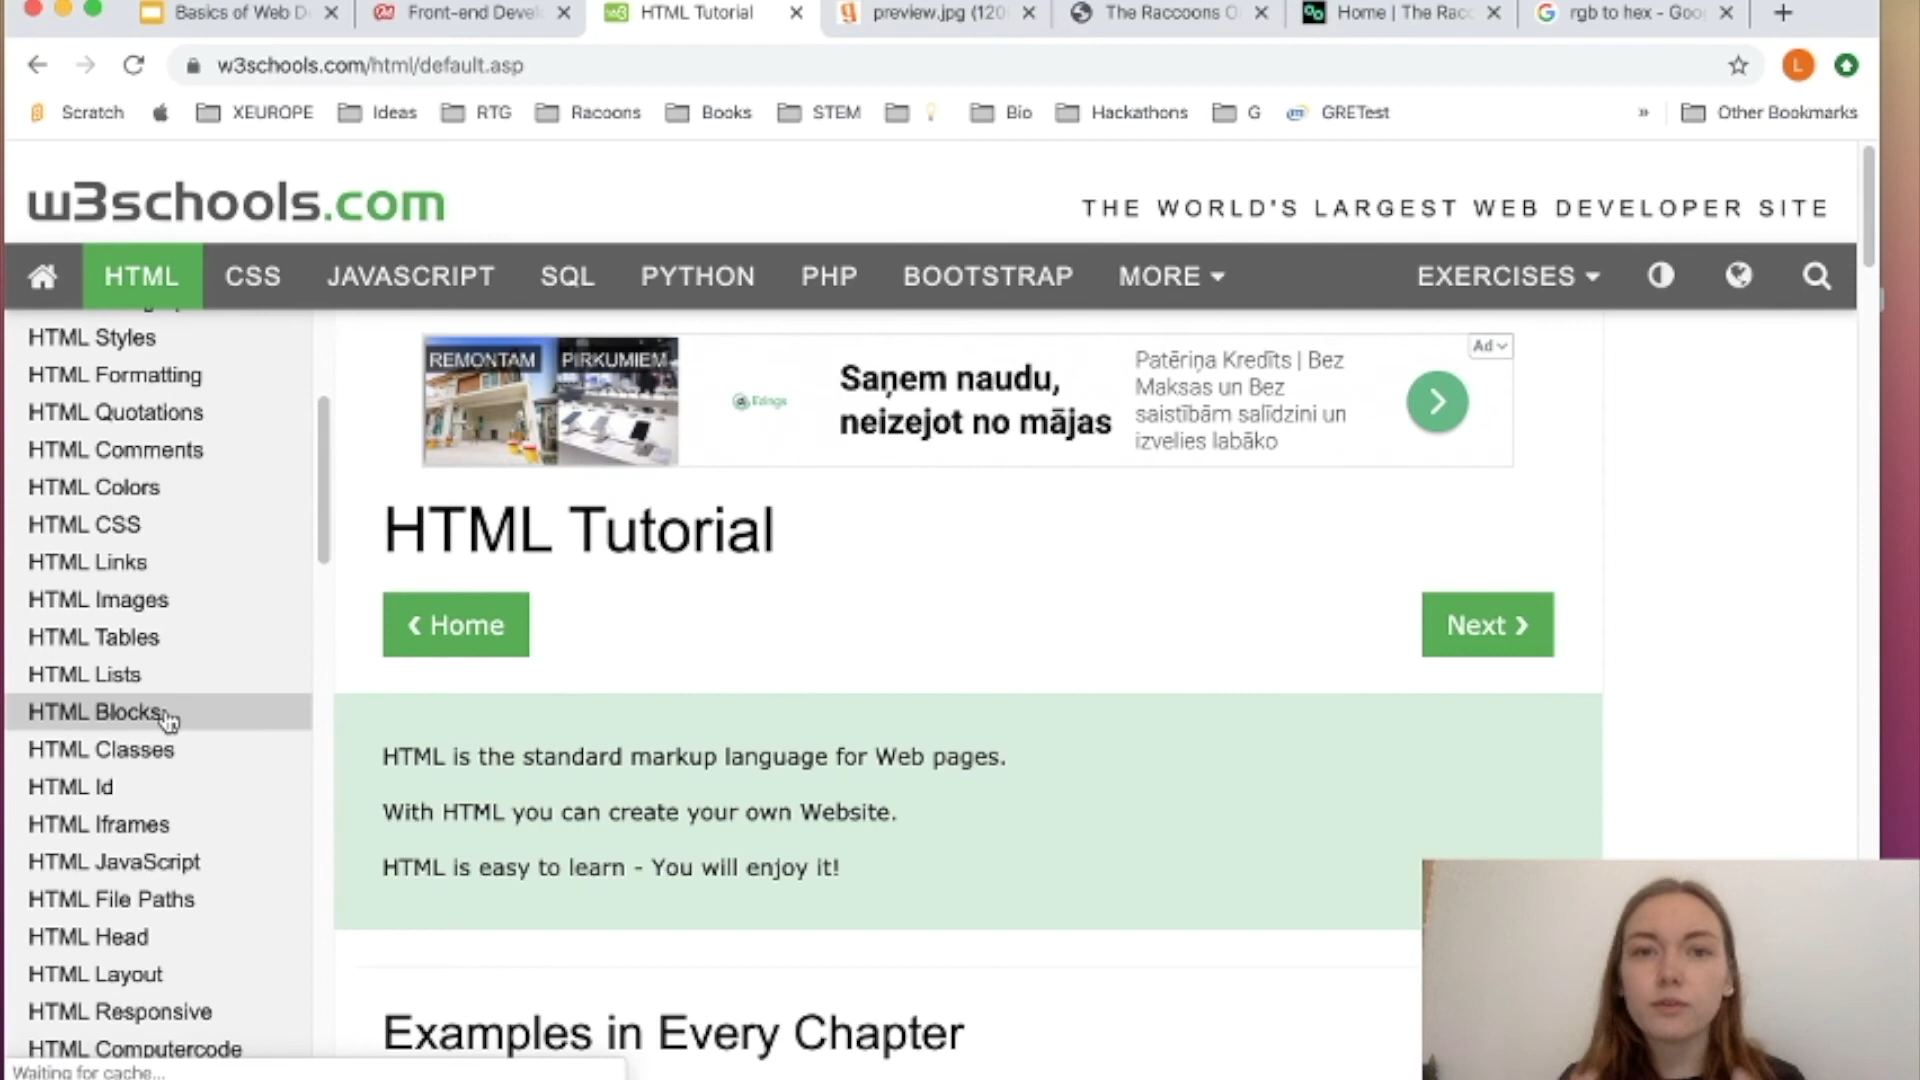 Basics of Web D
Front-end Devel
HTML Tutorial
preview.jpg (120
The Raccoons O
Home | The Racc
rgb to hex - Goo
w3schools.com/html/default.asp
L
Scratch
XEUROPE
Ideas
RTG
Racoons
Books
STEM
Bio
Hackathons
G
GRETest
»
Other Bookmarks
w3schools.com
THE WORLD'S LARGEST WEB DEVELOPER SITE
HTML
CSS
JAVASCRIPT
SQL
PYTHON
PHP
BOOTSTRAP
MORE
EXERCISES
HTML Styles
HTML Formatting
HTML Quotations
HTML Comments
HTML Colors
HTML CSS
HTML Links
HTML Images
HTML Tables
HTML Lists
HTML Blocks
HTML Classes
HTML Id
HTML Iframes
HTML JavaScript
HTML File Paths
HTML Head
HTML Layout
HTML Responsive
HTML Computercode
Waiting for cache...
REMONTAM
PIRKUMIEM
Saņem naudu,
neizejot no mājas
Patēriņa Kredīts | Bez
Maksas un Bez
saistībām salīdzini un
izvelies labāko
Ad
HTML Tutorial
❮ Home
Next ❯
HTML is the standard markup language for Web pages.
With HTML you can create your own Website.
HTML is easy to learn - You will enjoy it!
Examples in Every Chapter